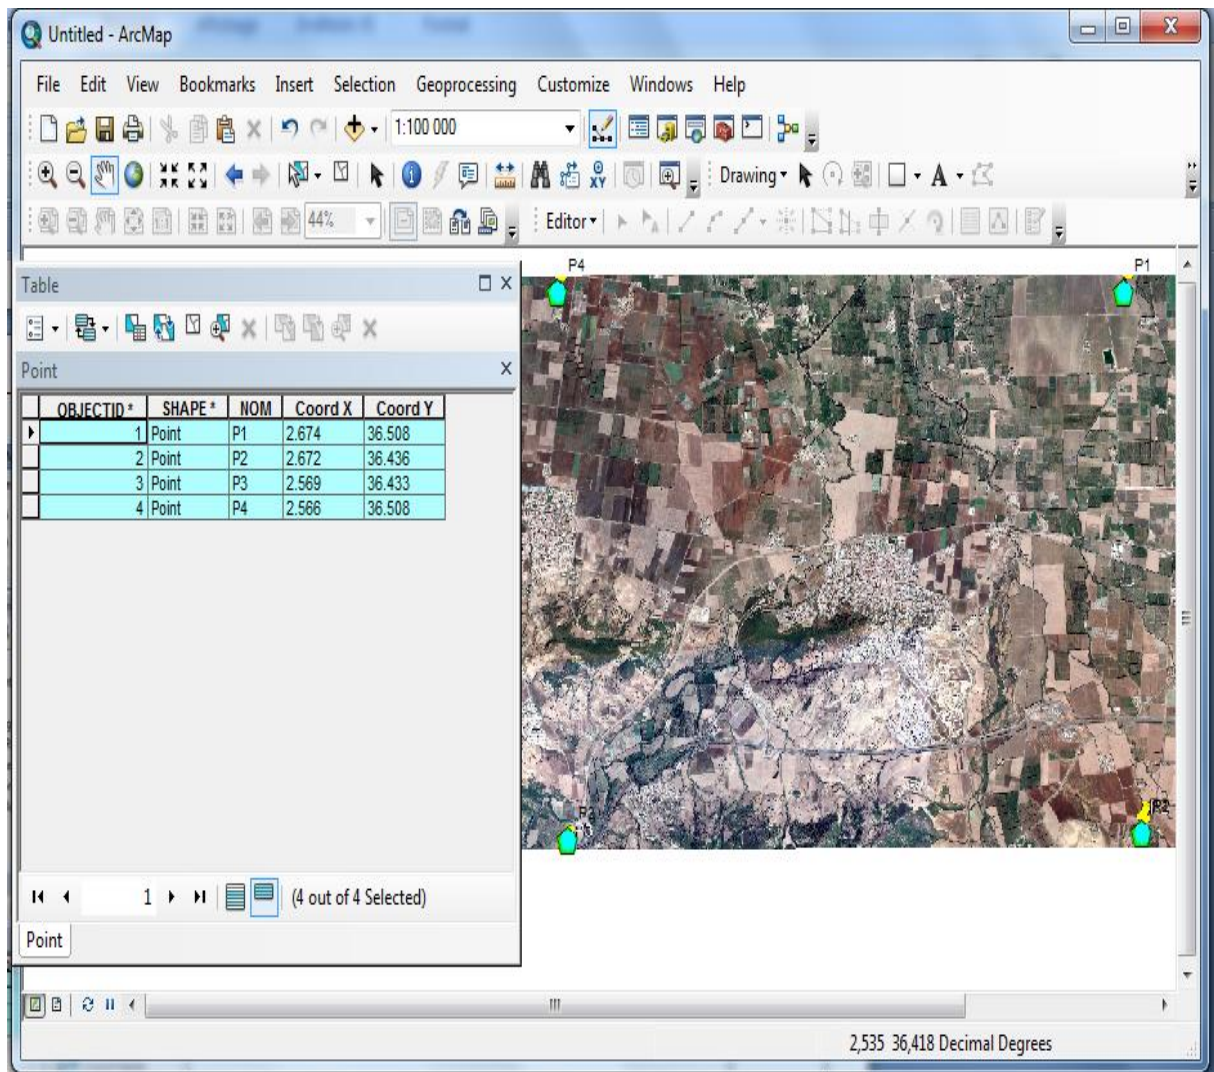 Untitled - ArcMap
File Edit View Bookmarks Insert Selection Geoprocessing Customize Windows Help
1:100 000
XY Drawing A
44% Editor
P4 P1
Table
Point
OBJECTID * SHAPE * NOM Coord X Coord Y
1 Point P1 2.674 36.508
2 Point P2 2.672 36.436
3 Point P3 2.569 36.433
4 Point P4 2.566 36.508
P2
1 (4 out of 4 Selected)
Point
2,535 36,418 Decimal Degrees